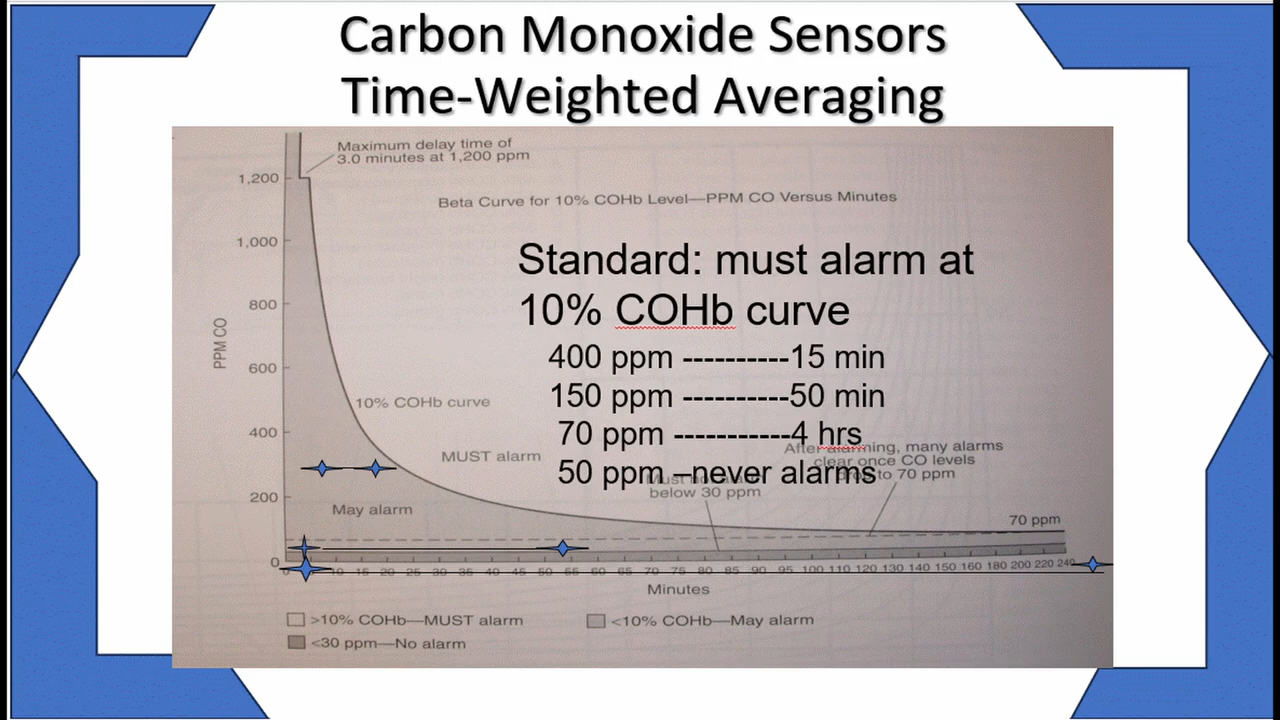 Carbon Monoxide Sensors
Time-Weighted Averaging
Maximum delay time of
3.0 minutes at 1,200 ppm
Beta Curve for 10% COHb Level—PPM CO Versus Minutes
1,200
1,000
800
600
400
200
0
PPM CO
Standard: must alarm at
10% COHb curve
400 ppm ----------15 min
150 ppm ----------50 min
70 ppm -----------4 hrs
50 ppm –never alarms
10% COHb curve
MUST alarm
May alarm
After alarming, many alarms
clear once CO levels
to 70 ppm
Must
below 30 ppm
70 ppm
10 15 20 25 30 35 40 45 50 55 60 65 70 75 80 85 90 95 100 110 120 130 140 150 160 180 200 220 240
Minutes
>10% COHb—MUST alarm
<10% COHb—May alarm
<30 ppm—No alarm